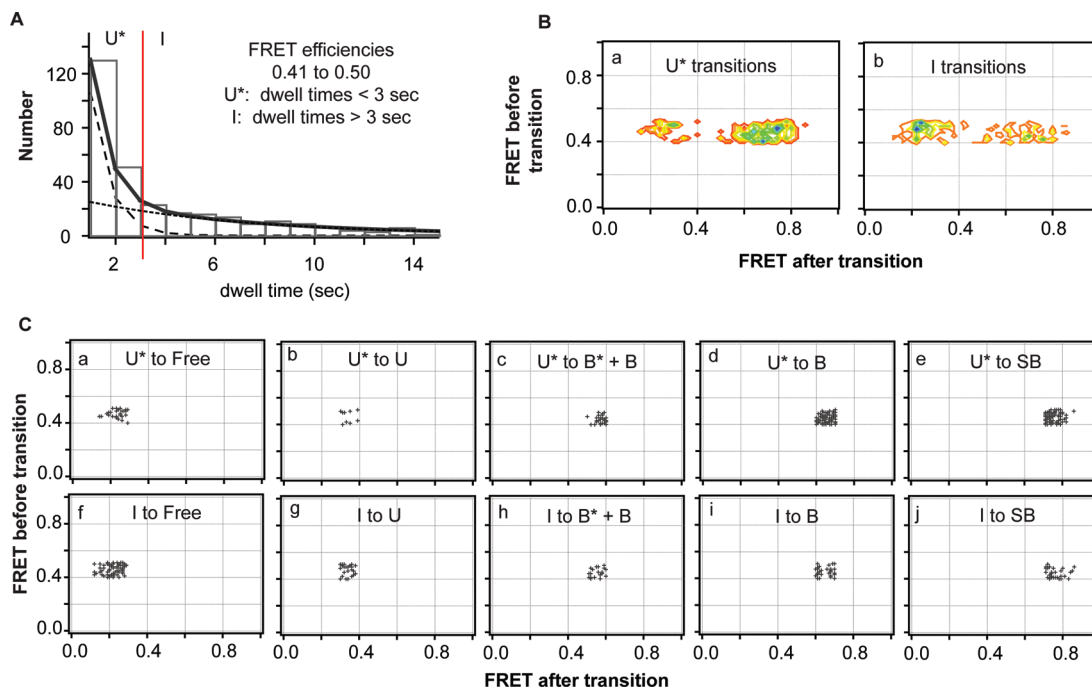 A
U* I
FRET efficiencies
0.41 to 0.50
U*: dwell times < 3 sec
I: dwell times > 3 sec
Number
120
80
40
0
2 6 10 14
dwell time (sec)
B
a
U* transitions
b
I transitions
FRET before
transition
0.8
0.4
0.0
0.0 0.4 0.8
0.0 0.4 0.8
FRET after transition
C
a
U* to Free
b
U* to U
c
U* to B* + B
d
U* to B
e
U* to SB
0.8
0.4
0.0
f
I to Free
g
I to U
h
I to B* + B
i
I to B
j
I to SB
0.8
0.4
0.0
FRET before transition
0.0 0.4 0.8
0.0 0.4 0.8
0.0 0.4 0.8
0.0 0.4 0.8
0.0 0.4 0.8
FRET after transition